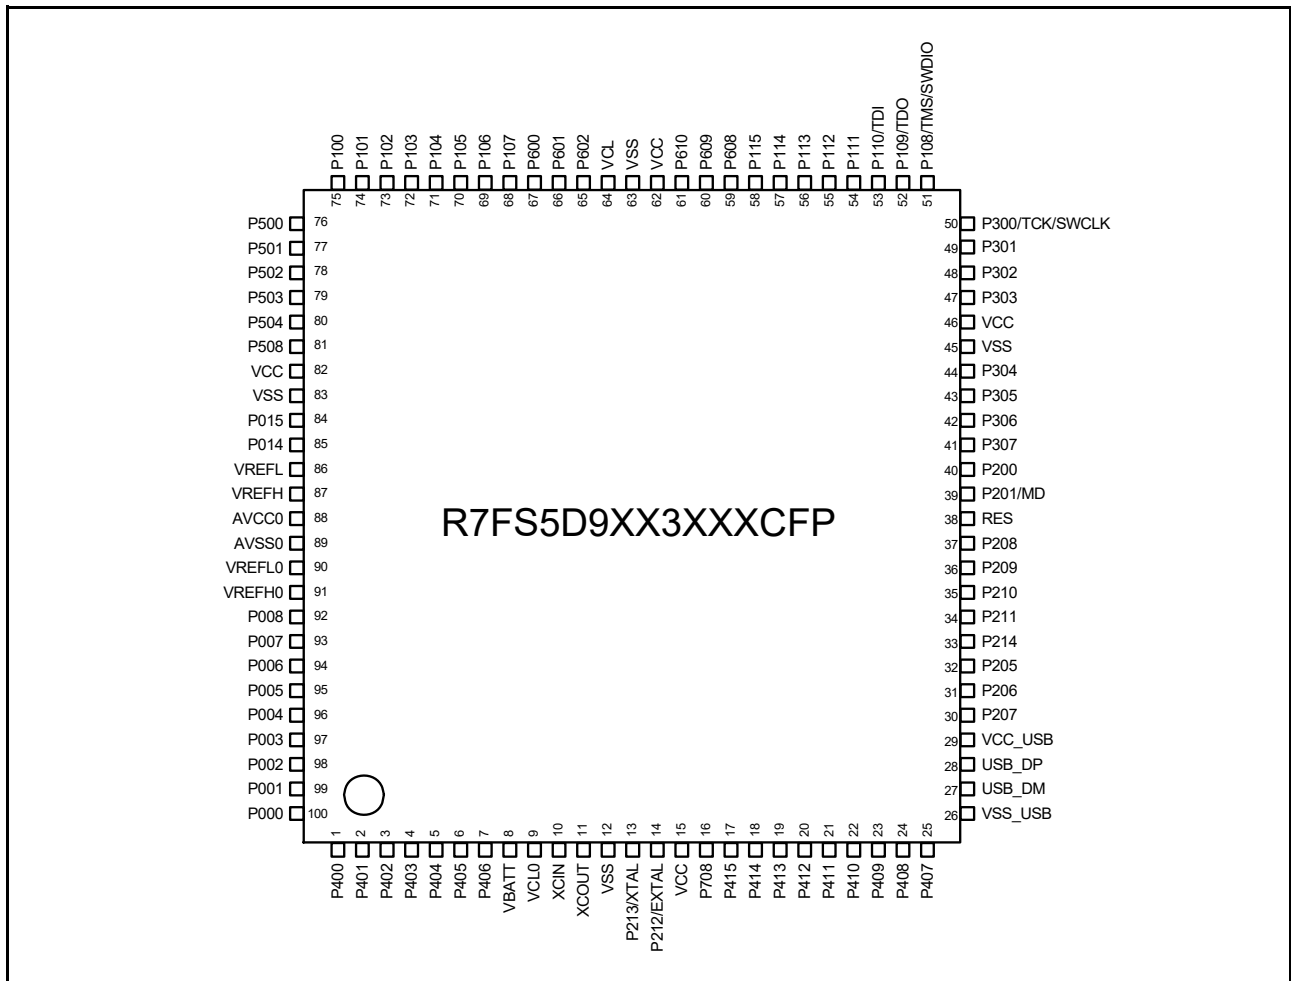 P100
P101
P102
P103
P104
P105
P106
P107
P600
P601
P602
VCL
VSS
VCC
P610
P609
P608
P115
P114
P113
P112
P111
P110/TDI
P109/TDO
P108/TMS/SWDIO
75
74
73
72
71
70
69
68
67
66
65
64
63
62
61
60
59
58
57
56
55
54
53
52
51
P500 76
P501 77
P502 78
P503 79
P504 80
P508 81
VCC 82
VSS 83
P015 84
P014 85
VREFL 86
VREFH 87
AVCC0 88
AVSS0 89
VREFL0 90
VREFH0 91
P008 92
P007 93
P006 94
P005 95
P004 96
P003 97
P002 98
P001 99
P000 100
R7FS5D9XX3XXXCFP
50 P300/TCK/SWCLK
49 P301
48 P302
47 P303
46 VCC
45 VSS
44 P304
43 P305
42 P306
41 P307
40 P200
39 P201/MD
38 RES
37 P208
36 P209
35 P210
34 P211
33 P214
32 P205
31 P206
30 P207
29 VCC_USB
28 USB_DP
27 USB_DM
26 VSS_USB
1
2
3
4
5
6
7
8
9
10
11
12
13
14
15
16
17
18
19
20
21
22
23
24
25
P400
P401
P402
P403
P404
P405
P406
VBATT
VCL0
XCIN
XCOUT
VSS
P213/XTAL
P212/EXTAL
VCC
P708
P415
P414
P413
P412
P411
P410
P409
P408
P407